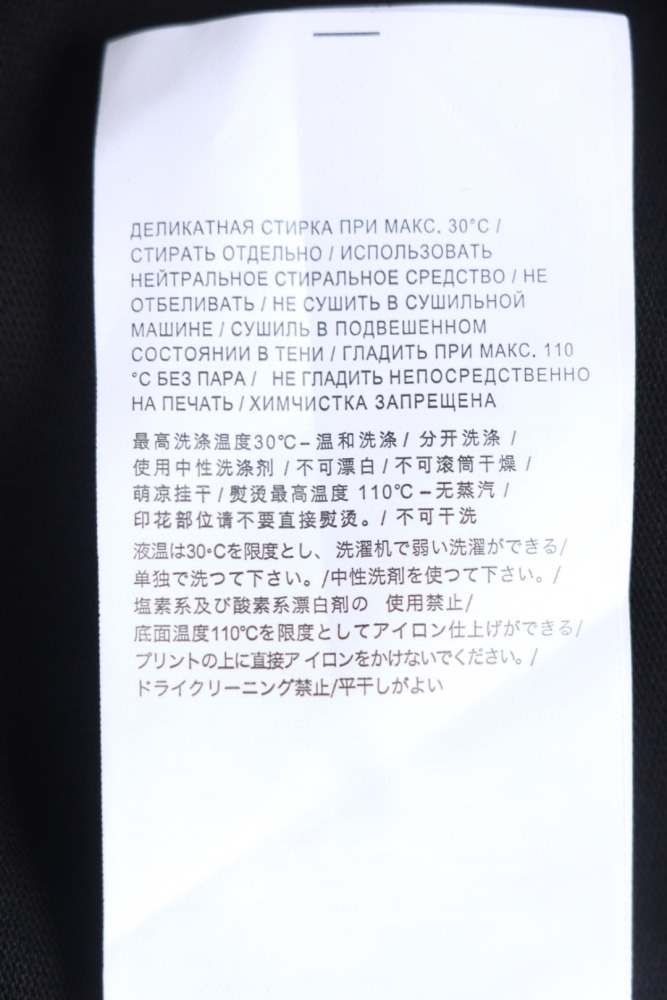 ДЕЛИКАТНАЯ СТИРКА ПРИ МАКС. 30°C /
СТИРАТЬ ОТДЕЛЬНО / ИСПОЛЬЗОВАТЬ
НЕЙТРАЛЬНОЕ СТИРАЛЬНОЕ СРЕДСТВО / НЕ
ОТБЕЛИВАТЬ / НЕ СУШИТЬ В СУШИЛЬНОЙ
МАШИНЕ / СУШИЛЬ В ПОДВЕШЕННОМ
СОСТОЯНИИ В ТЕНИ / ГЛАДИТЬ ПРИ МАКС. 110
°C БЕЗ ПАРА / НЕ ГЛАДИТЬ НЕПОСРЕДСТВЕННО
НА ПЕЧАТЬ / ХИМЧИСТКА ЗАПРЕЩЕНА
最高洗涤温度30℃–温和洗涤 / 分开洗涤 /
使用中性洗涤剂 / 不可漂白 / 不可滚筒干燥 /
萌凉挂干 / 熨烫最高温度 110℃ – 无蒸汽 /
印花部位请不要直接熨烫。/ 不可干洗
液温は30°Cを限度とし、洗濯机で弱い洗濯ができる/
单独で洗つて下さい。/中性洗剤を使つて下さい。/
塩素系及び酸素系漂白剤の 使用禁止/
底面温度110℃を限度としてアイロン仕上げができる/
プリントの上に直接アイロンをかけないでください。/
ドライクリーニング禁止/平干しがよい